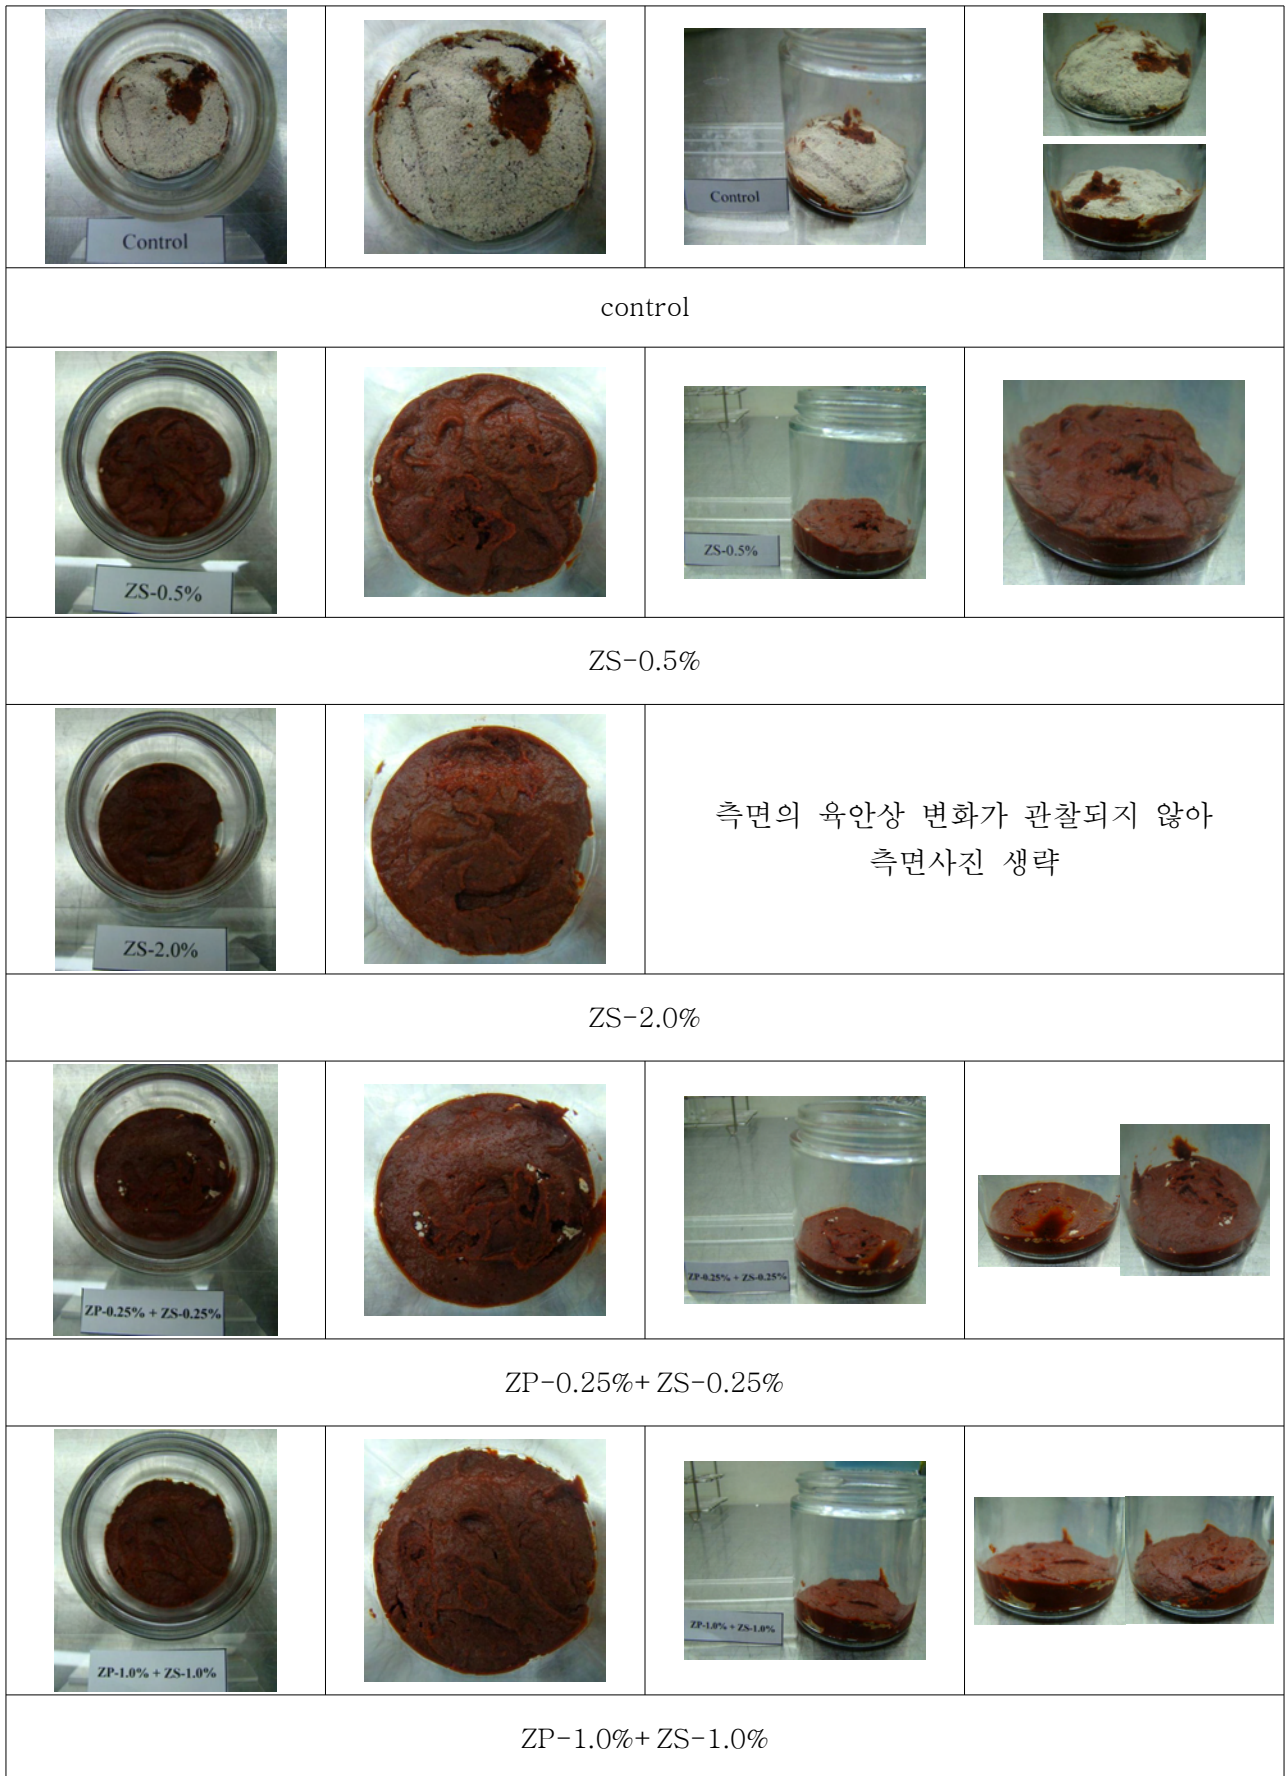 Control
Control
control
ZS-0.5%
ZS-0.5%
ZS-0.5%
측면의 육안상 변화가 관찰되지 않아
측면사진 생략
ZS-2.0%
ZS-2.0%
ZP-0.25% + ZS-0.25%
ZP-0.25% + ZS-0.25%
ZP-0.25%+ ZS-0.25%
ZP-1.0% + ZS-1.0%
ZP-1.0% + ZS-1.0%
ZP-1.0%+ ZS-1.0%